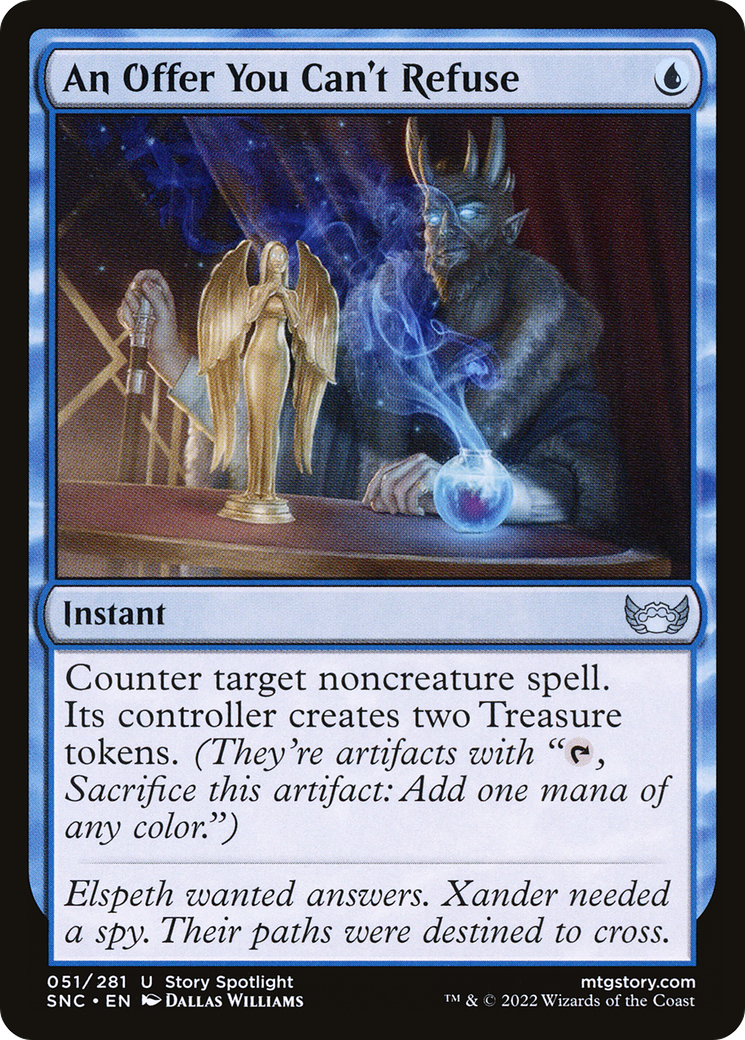 An Offer You Can't Refuse
Instant
Counter target noncreature spell.
Its controller creates two Treasure
tokens. (They're artifacts with “,
Sacrifice this artifact: Add one mana of
any color.”)
Elspeth wanted answers. Xander needed
a spy. Their paths were destined to cross.
051/281 U Story Spotlight
mtgstory.com
SNC • EN Dallas Williams
™ & © 2022 Wizards of the Coast